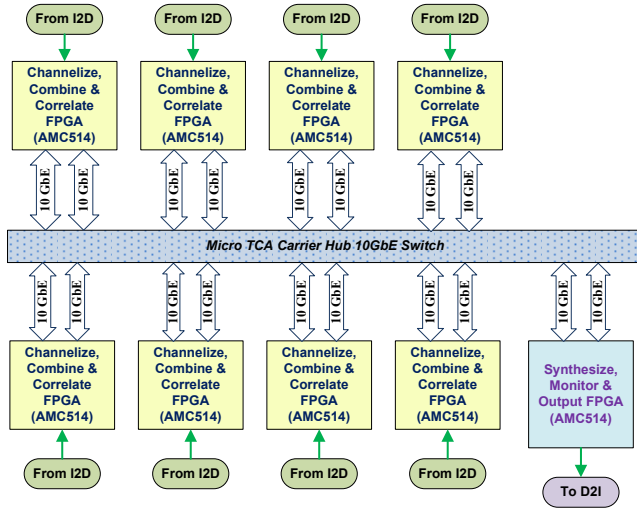 From I2D
From I2D
From I2D
From I2D
Channelize,
Combine &
Correlate
FPGA
(AMC514)
Channelize,
Combine &
Correlate
FPGA
(AMC514)
Channelize,
Combine &
Correlate
FPGA
(AMC514)
Channelize,
Combine &
Correlate
FPGA
(AMC514)
10 GbE
10 GbE
10 GbE
10 GbE
10 GbE
10 GbE
10 GbE
10 GbE
Micro TCA Carrier Hub 10GbE Switch
10 GbE
10 GbE
10 GbE
10 GbE
10 GbE
10 GbE
10 GbE
10 GbE
10 GbE
10 GbE
Channelize,
Combine &
Correlate
FPGA
(AMC514)
Channelize,
Combine &
Correlate
FPGA
(AMC514)
Channelize,
Combine &
Correlate
FPGA
(AMC514)
Channelize,
Combine &
Correlate
FPGA
(AMC514)
Synthesize,
Monitor &
Output FPGA
(AMC514)
From I2D
From I2D
From I2D
From I2D
To D2I